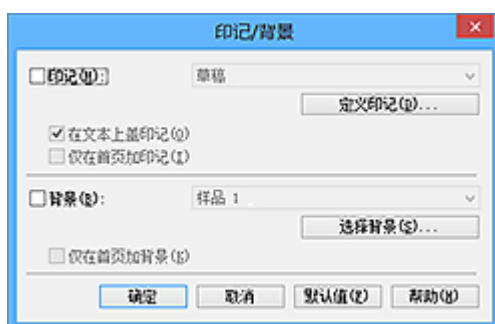 印记/背景
印记(M): 草稿
定义印记(D)...
在文本上盖印记(O)
仅在首页加印记(I)
背景(R): 样品 1
选择背景(S)...
仅在首页加背景(K)
确定 取消 默认值(F) 帮助(H)